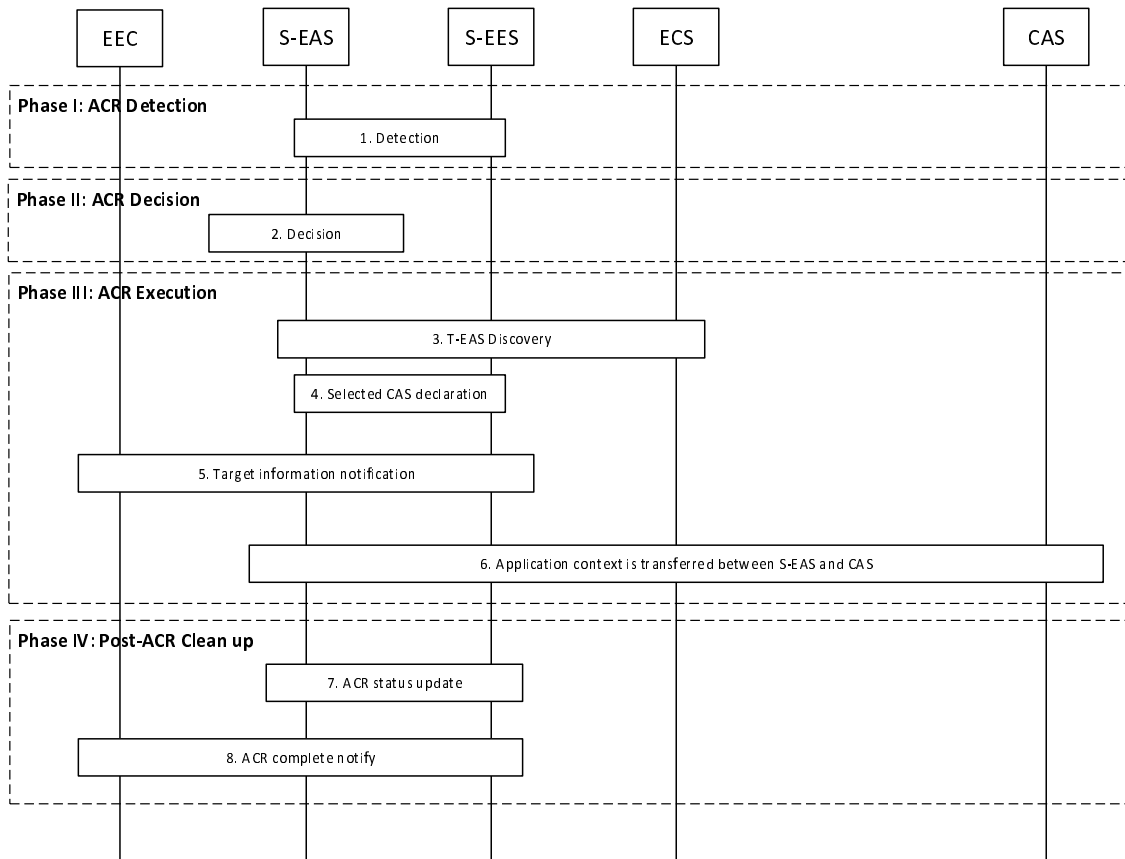 EEC
S-EAS
S-EES
ECS
CAS
Phase I: ACR Detection
1. Detection
Phase II: ACR Decision
2. Decision
Phase III: ACR Execution
3. T-EAS Discovery
4. Selected CAS declaration
5. Target information notification
6. Application context is transferred between S-EAS and CAS
Phase IV: Post-ACR Clean up
7. ACR status update
8. ACR complete notify